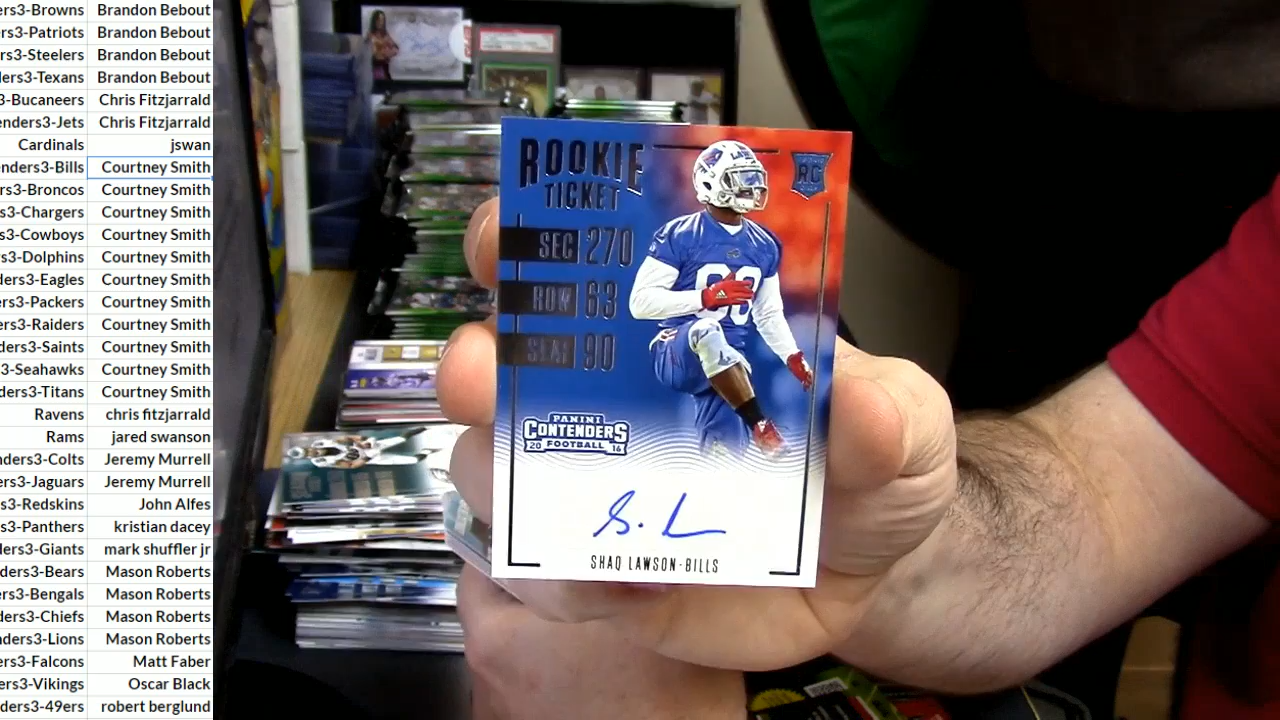 ers3-Browns Brandon Bebout
rs3-Patriots Brandon Bebout
rs3-Steelers Brandon Bebout
ders3-Texans Brandon Bebout
3-Bucaneers Chris Fitzjarrald
enders3-Jets Chris Fitzjarrald
Cardinals jswan
enders3-Bills Courtney Smith
rs3-Broncos Courtney Smith
s3-Chargers Courtney Smith
s3-Cowboys Courtney Smith
s3-Dolphins Courtney Smith
ders3-Eagles Courtney Smith
rs3-Packers Courtney Smith
ers3-Raiders Courtney Smith
ders3-Saints Courtney Smith
3-Seahawks Courtney Smith
ders3-Titans Courtney Smith
Ravens chris fitzjarrald
Rams jared swanson
nders3-Colts Jeremy Murrell
rs3-Jaguars Jeremy Murrell
s3-Redskins John Alfes
rs3-Panthers kristian dacey
ders3-Giants mark shuffler jr
ders3-Bears Mason Roberts
ers3-Bengals Mason Roberts
ders3-Chiefs Mason Roberts
nders3-Lions Mason Roberts
ers3-Falcons Matt Faber
ers3-Vikings Oscar Black
ders3-49ers robert berglund
ROOKIE
TICKET
RC
SEC 270
ROW 63
SEAT 90
PANINI
CONTENDERS
20 FOOTBALL 16
S. L
SHAQ LAWSON-BILLS